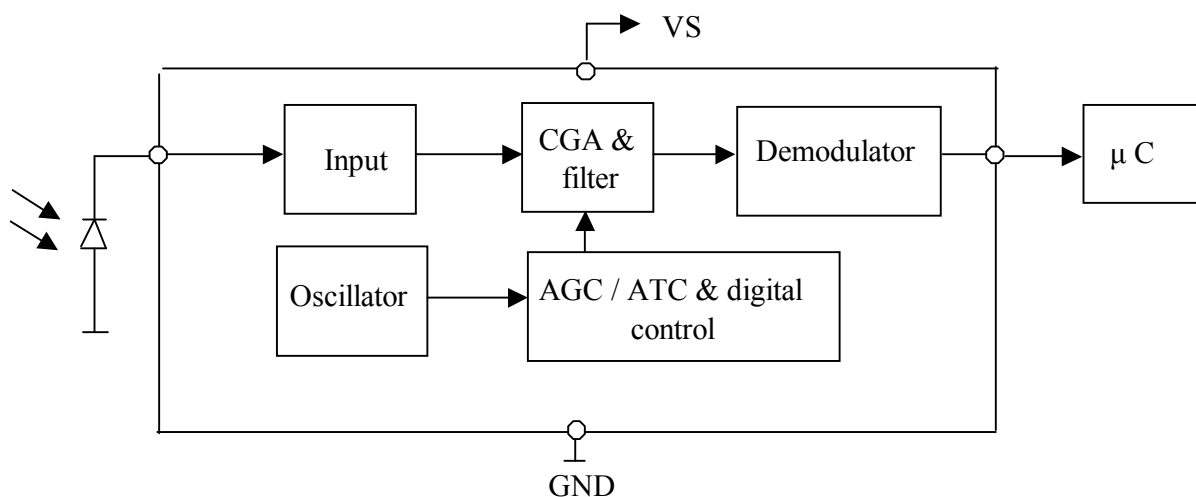 VS
Input
CGA &
filter
Demodulator
μ C
Oscillator
AGC / ATC & digital
control
GND